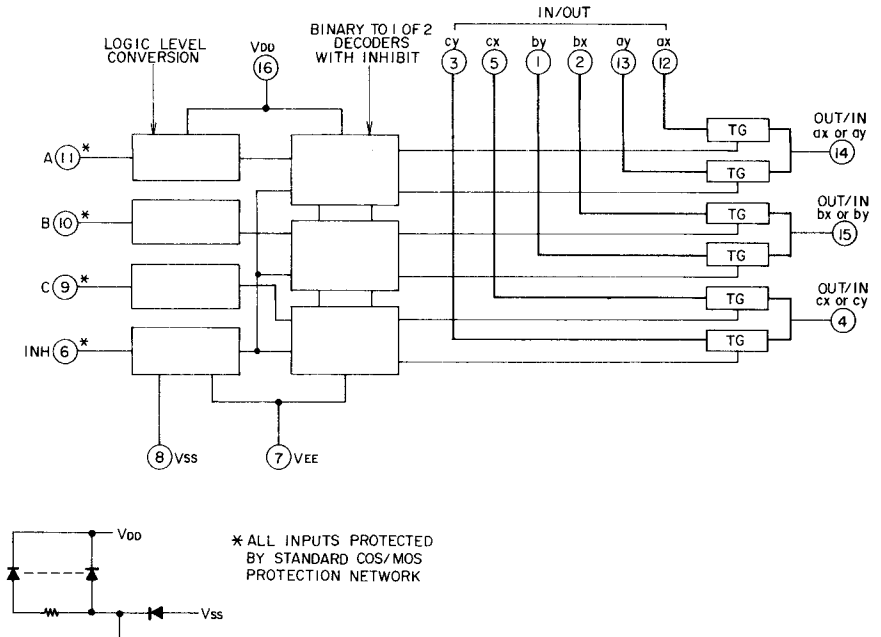 IN/OUT
LOGIC LEVEL
CONVERSION
VDD
16
BINARY TO 1 OF 2
DECODERS
WITH INHIBIT
cy cx by bx ay ax
3 5 1 2 13 12
TG
OUT/IN
ax or ay
14
A 11 *
TG
B 10 *
TG
OUT/IN
bx or by
15
TG
C 9 *
TG
OUT/IN
cx or cy
4
INH 6 *
TG
8 VSS
7 VEE
VDD
VSS
* ALL INPUTS PROTECTED
BY STANDARD COS/MOS
PROTECTION NETWORK